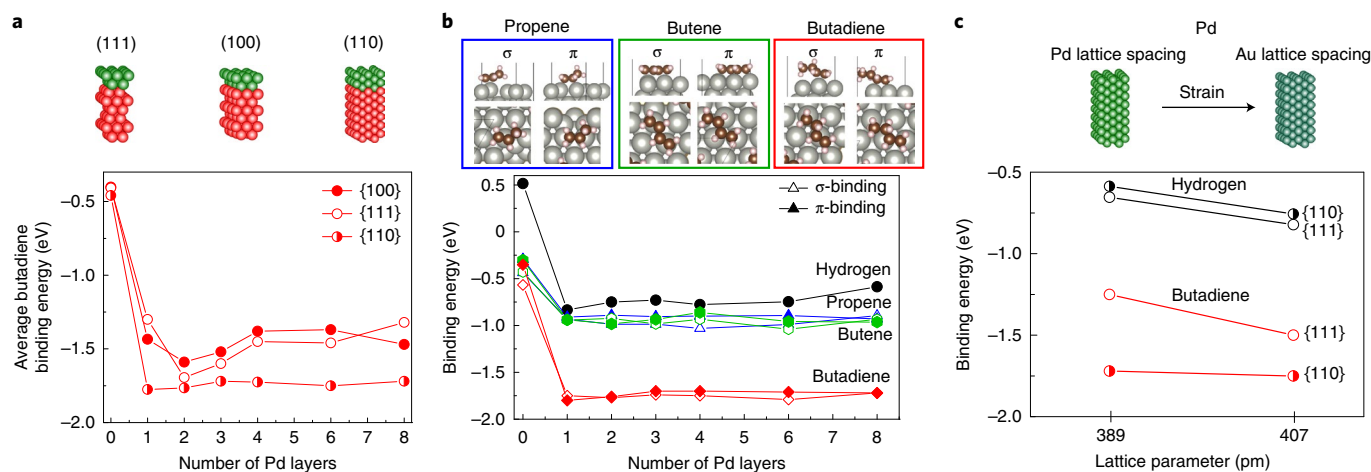 a
(111)
(100)
(110)
Average butadiene
binding energy (eV)
−0.5
−1.0
−1.5
−2.0
{100}
{111}
{110}
0 1 2 3 4 5 6 7 8
Number of Pd layers
b
Propene
Butene
Butadiene
σ
π
σ
π
σ
π
Binding energy (eV)
0.5
0
−0.5
−1.0
−1.5
−2.0
σ-binding
π-binding
Hydrogen
Propene
Butene
Butadiene
0 1 2 3 4 5 6 7 8
Number of Pd layers
c
Pd
Pd lattice spacing
Au lattice spacing
Strain
Binding energy (eV)
−0.5
−1.0
−1.5
−2.0
Hydrogen
{110}
{111}
Butadiene
{111}
{110}
389
407
Lattice parameter (pm)